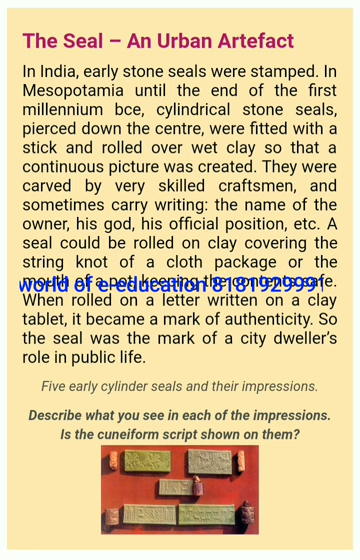 The Seal – An Urban Artefact
In India, early stone seals were stamped. In
Mesopotamia until the end of the first
millennium bce, cylindrical stone seals,
pierced down the centre, were fitted with a
stick and rolled over wet clay so that a
continuous picture was created. They were
carved by very skilled craftsmen, and
sometimes carry writing: the name of the
owner, his god, his official position, etc. A
seal could be rolled on clay covering the
string knot of a cloth package or the
mouth of a pot, keeping the contents safe.
world of e-education 8181929991
When rolled on a letter written on a clay
tablet, it became a mark of authenticity. So
the seal was the mark of a city dweller’s
role in public life.
Five early cylinder seals and their impressions.
Describe what you see in each of the impressions.
Is the cuneiform script shown on them?